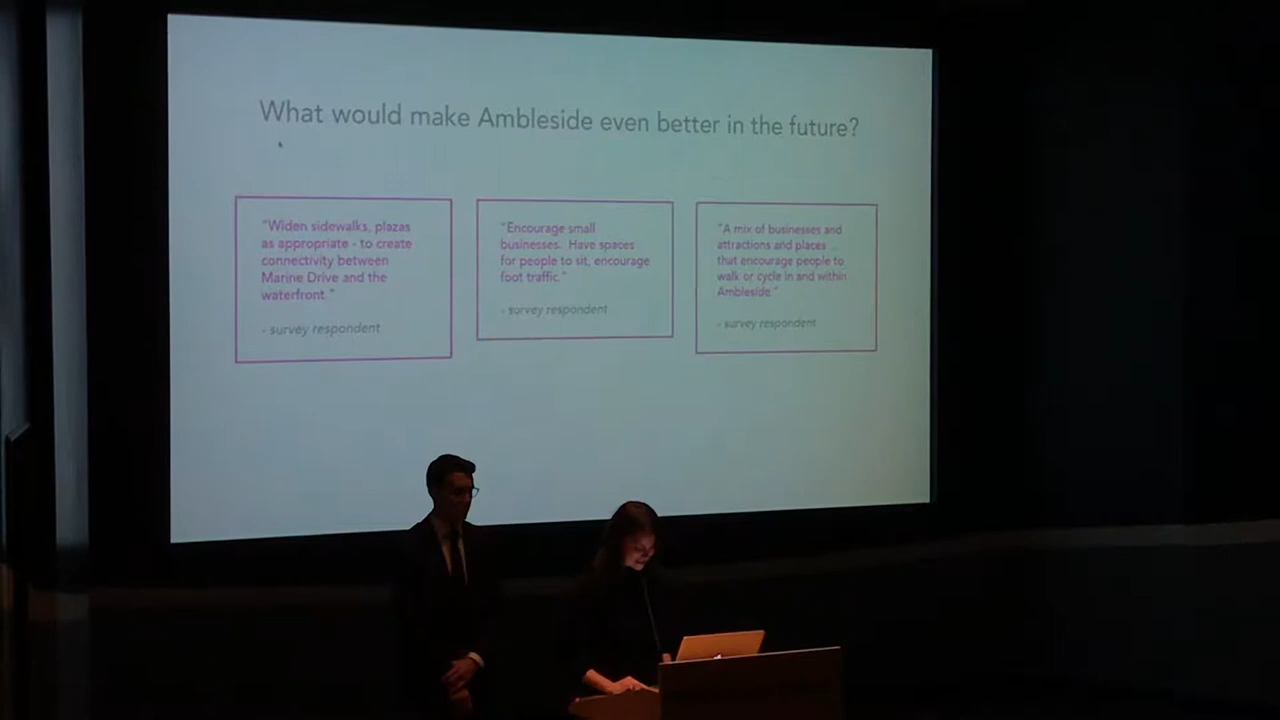 What would make Ambleside even better in the future?
"Widen sidewalks, plazas
as appropriate - to create
connectivity between
Marine Drive and the
waterfront."
- survey respondent
"Encourage small
businesses. Have spaces
for people to sit, encourage
foot traffic."
- survey respondent
"A mix of businesses and
attractions and places ...
that encourage people to
walk or cycle in and within
Ambleside"
- survey respondent